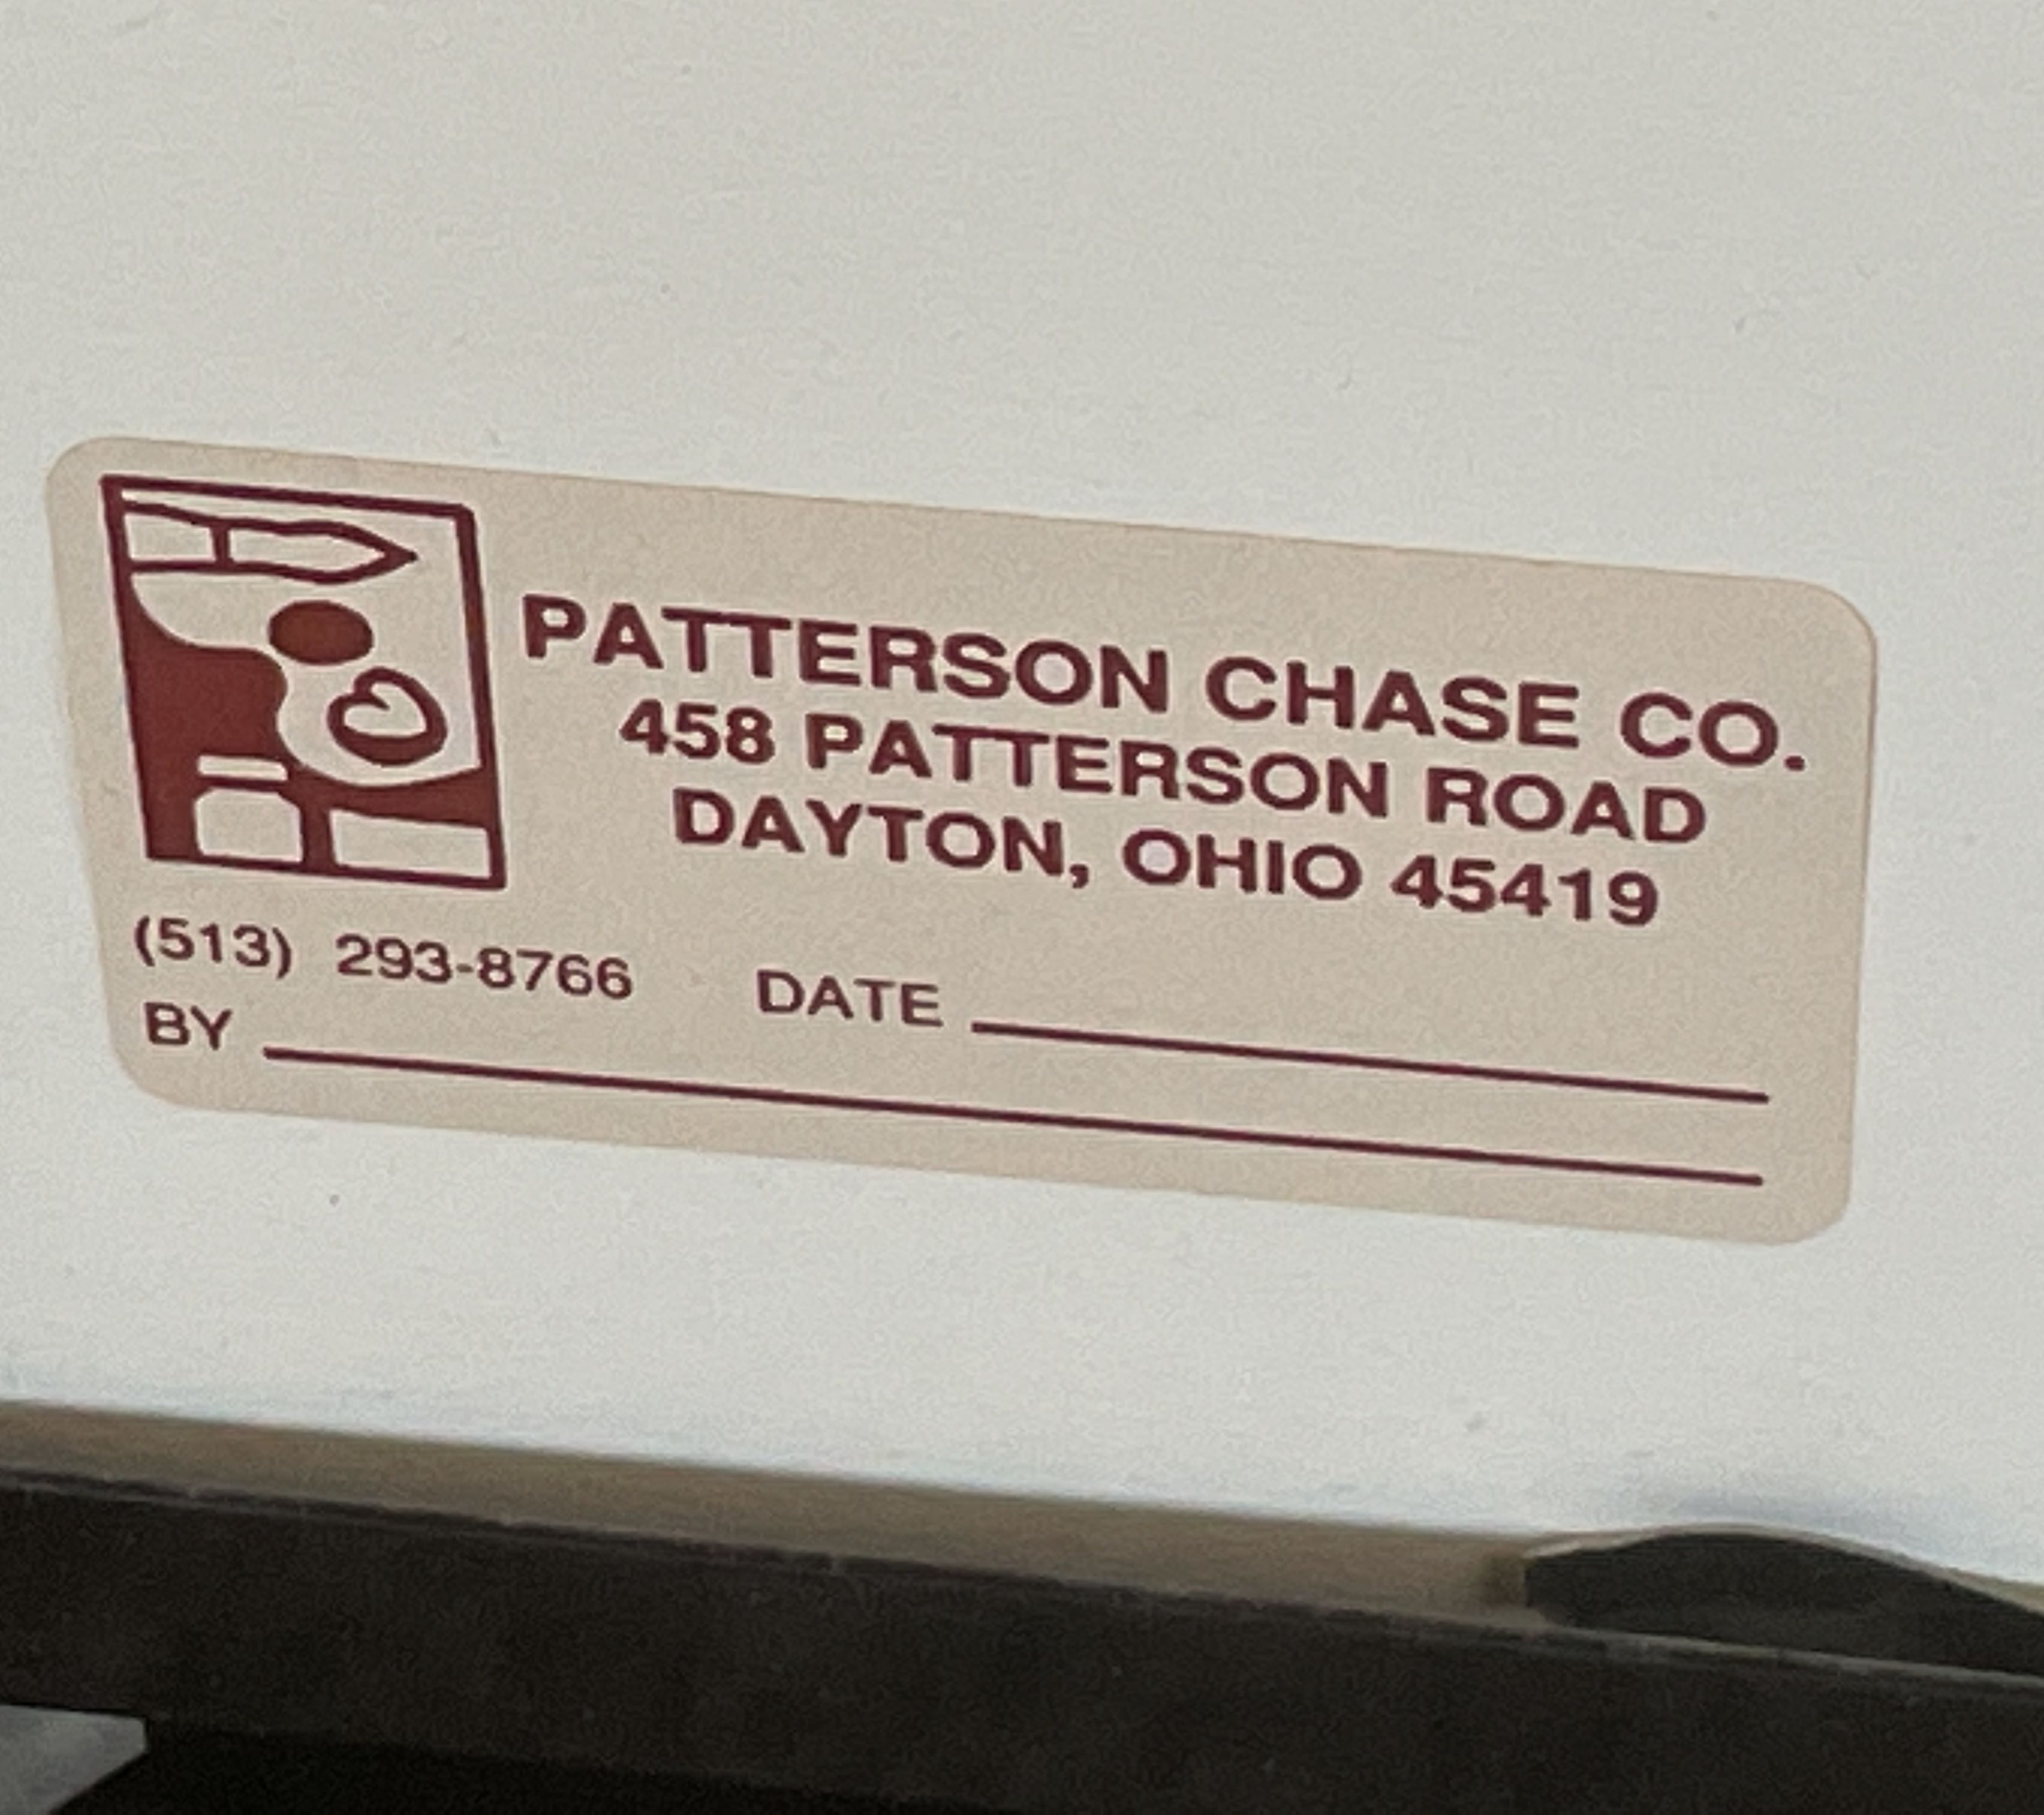 PATTERSON CHASE CO.
458 PATTERSON ROAD
DAYTON, OHIO 45419
(513) 293-8766 DATE
BY